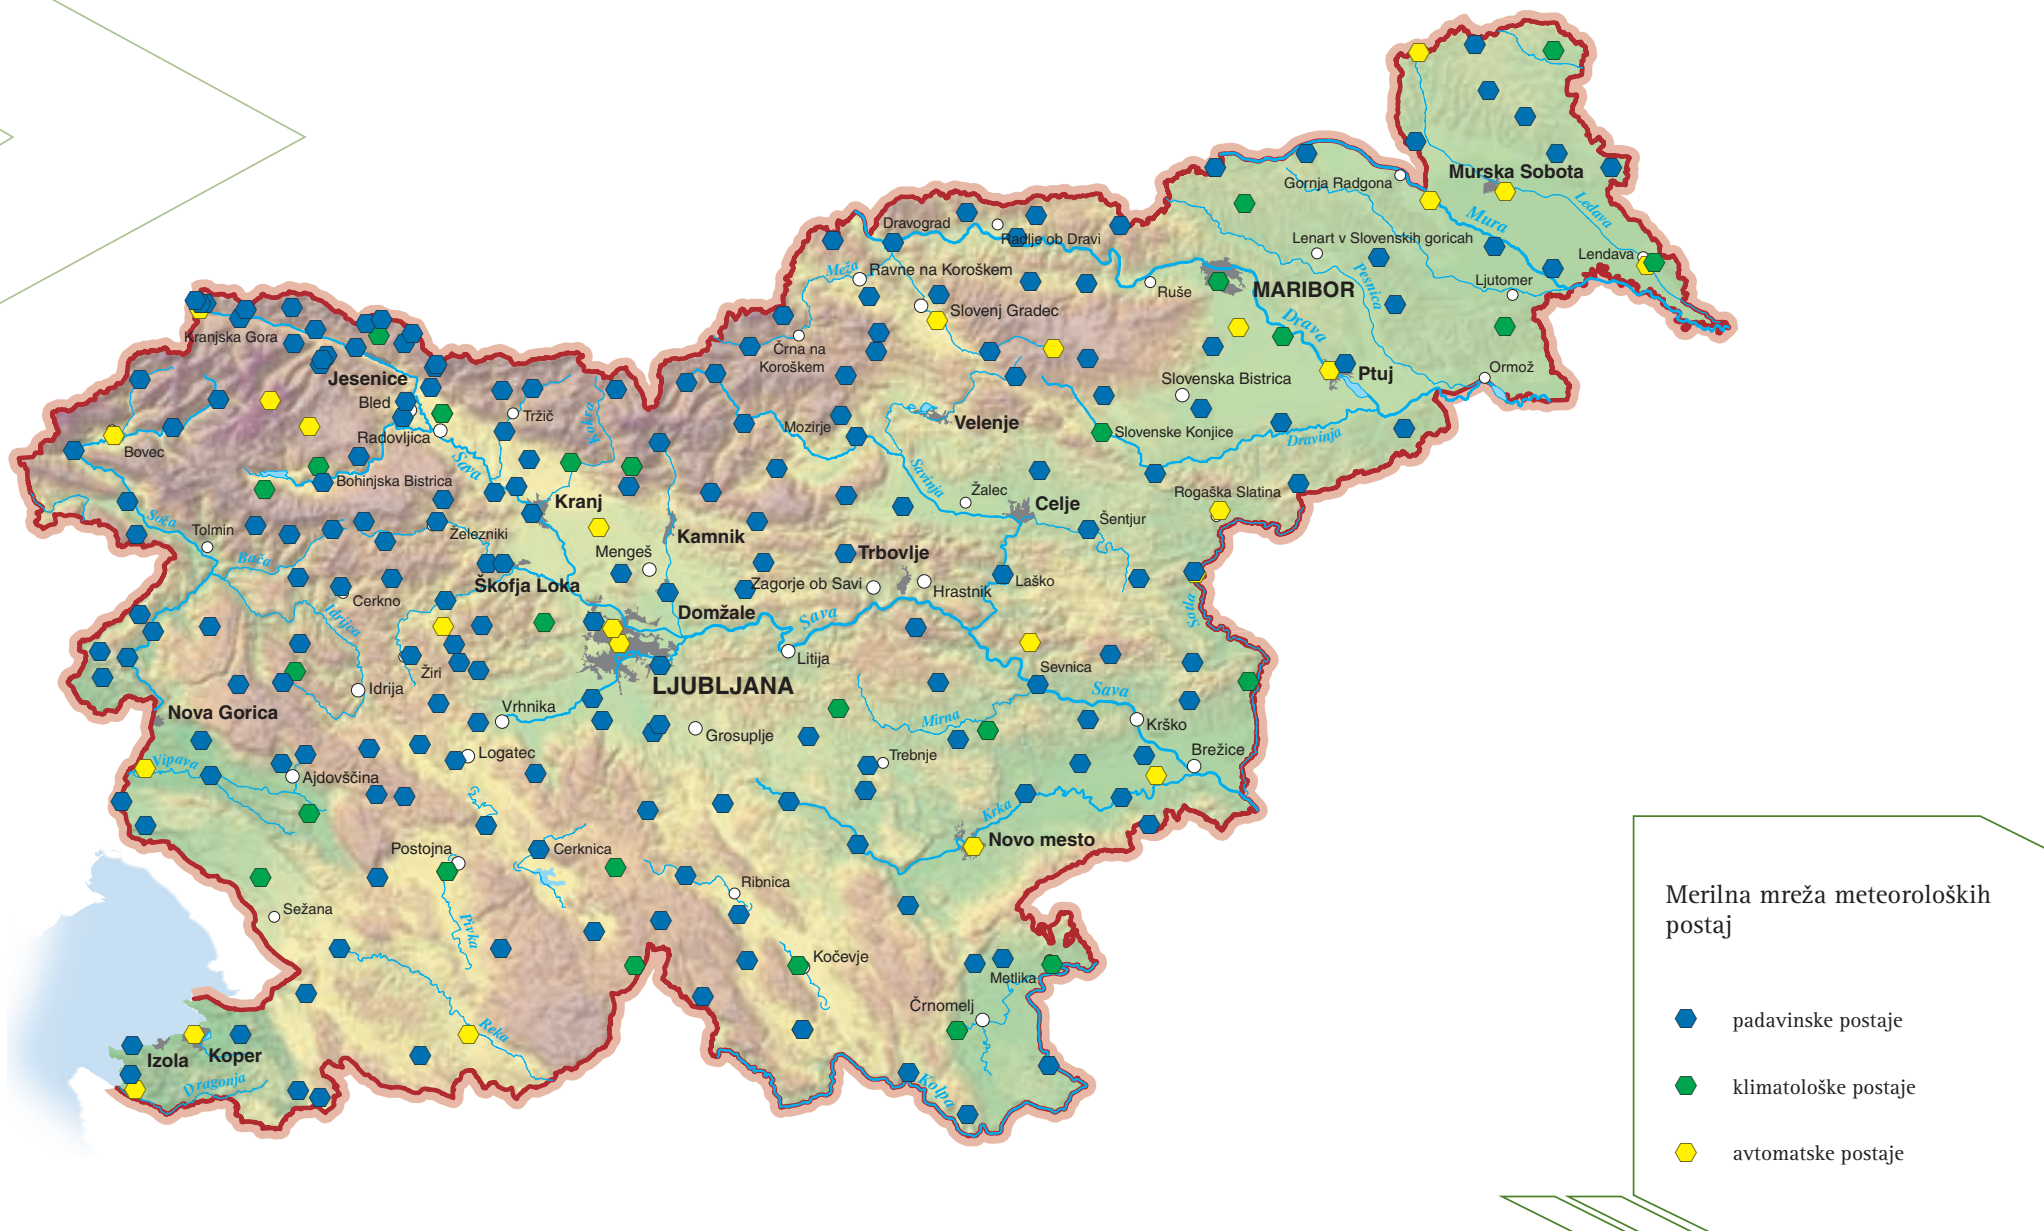 Murska Sobota
Gornja Radgona
Ledava
Mura
Dravograd
Radlje ob Dravi
Lenart v Slovenskih goricah
Lendava
Meža
Ravne na Koroškem
Pesnica
Ljutomer
Ruše
MARIBOR
Slovenj Gradec
Drava
Kranjska Gora
Črna na
Koroškem
Ormož
Jesenice
Ptuj
Slovenska Bistrica
Bled
Tržič
Kokra
Mozirje
Velenje
Slovenske Konjice
Dravinja
Radovljica
Bovec
Sava
Bohinjska Bistrica
Savinja
Žalec
Celje
Rogaška Slatina
Kranj
Soča
Tolmin
Železniki
Kamnik
Šentjur
Mengeš
Trbovlje
Bača
Škofja Loka
Zagorje ob Savi
Hrastnik
Laško
Cerkno
Idrijca
Domžale
Sava
Sotla
Litija
Sevnica
Žiri
Idrija
LJUBLJANA
Sava
Nova Gorica
Vrhnika
Mirna
Krško
Grosuplje
Logatec
Trebnje
Brežice
Vipava
Ajdovščina
Krka
Novo mesto
Postojna
Cerknica
Ribnica
Sežana
Pivka
Kočevje
Metlika
Črnomelj
Reka
Izola
Koper
Dragonja
Kolpa
Merilna mreža meteoroloških
postaj
padavinske postaje
klimatološke postaje
avtomatske postaje